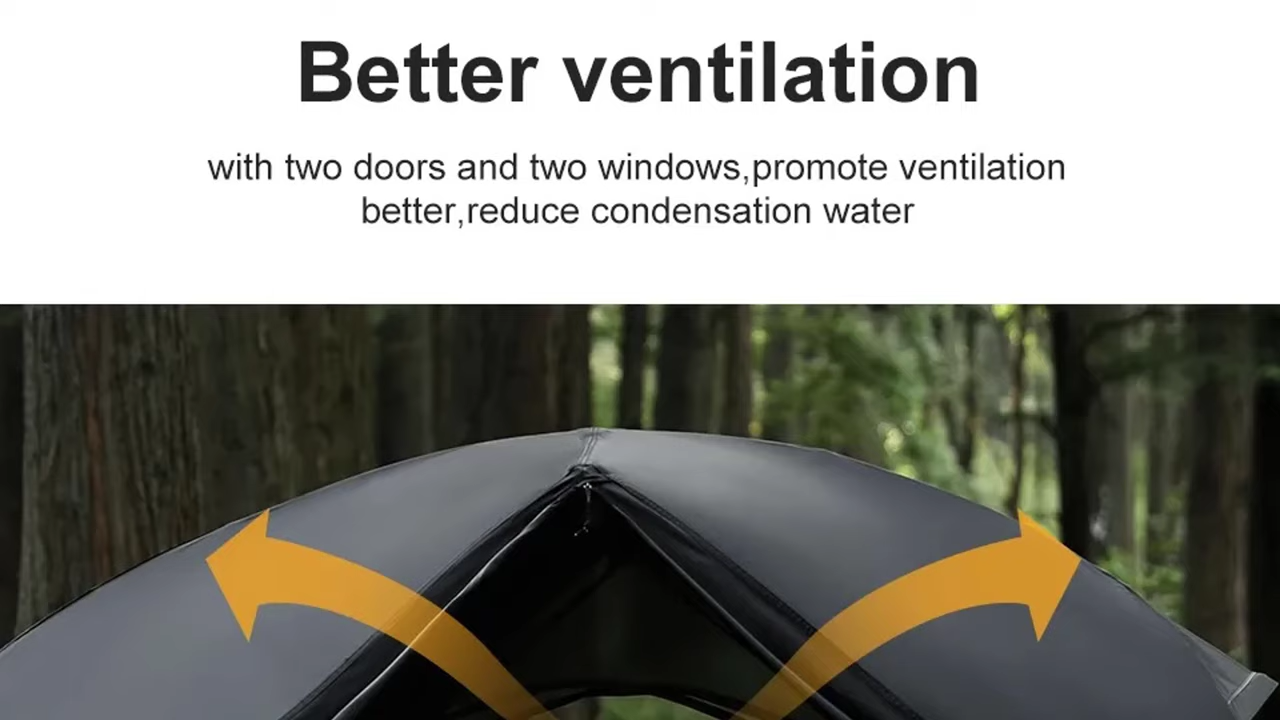 Better ventilation
with two doors and two windows,promote ventilation
better,reduce condensation water